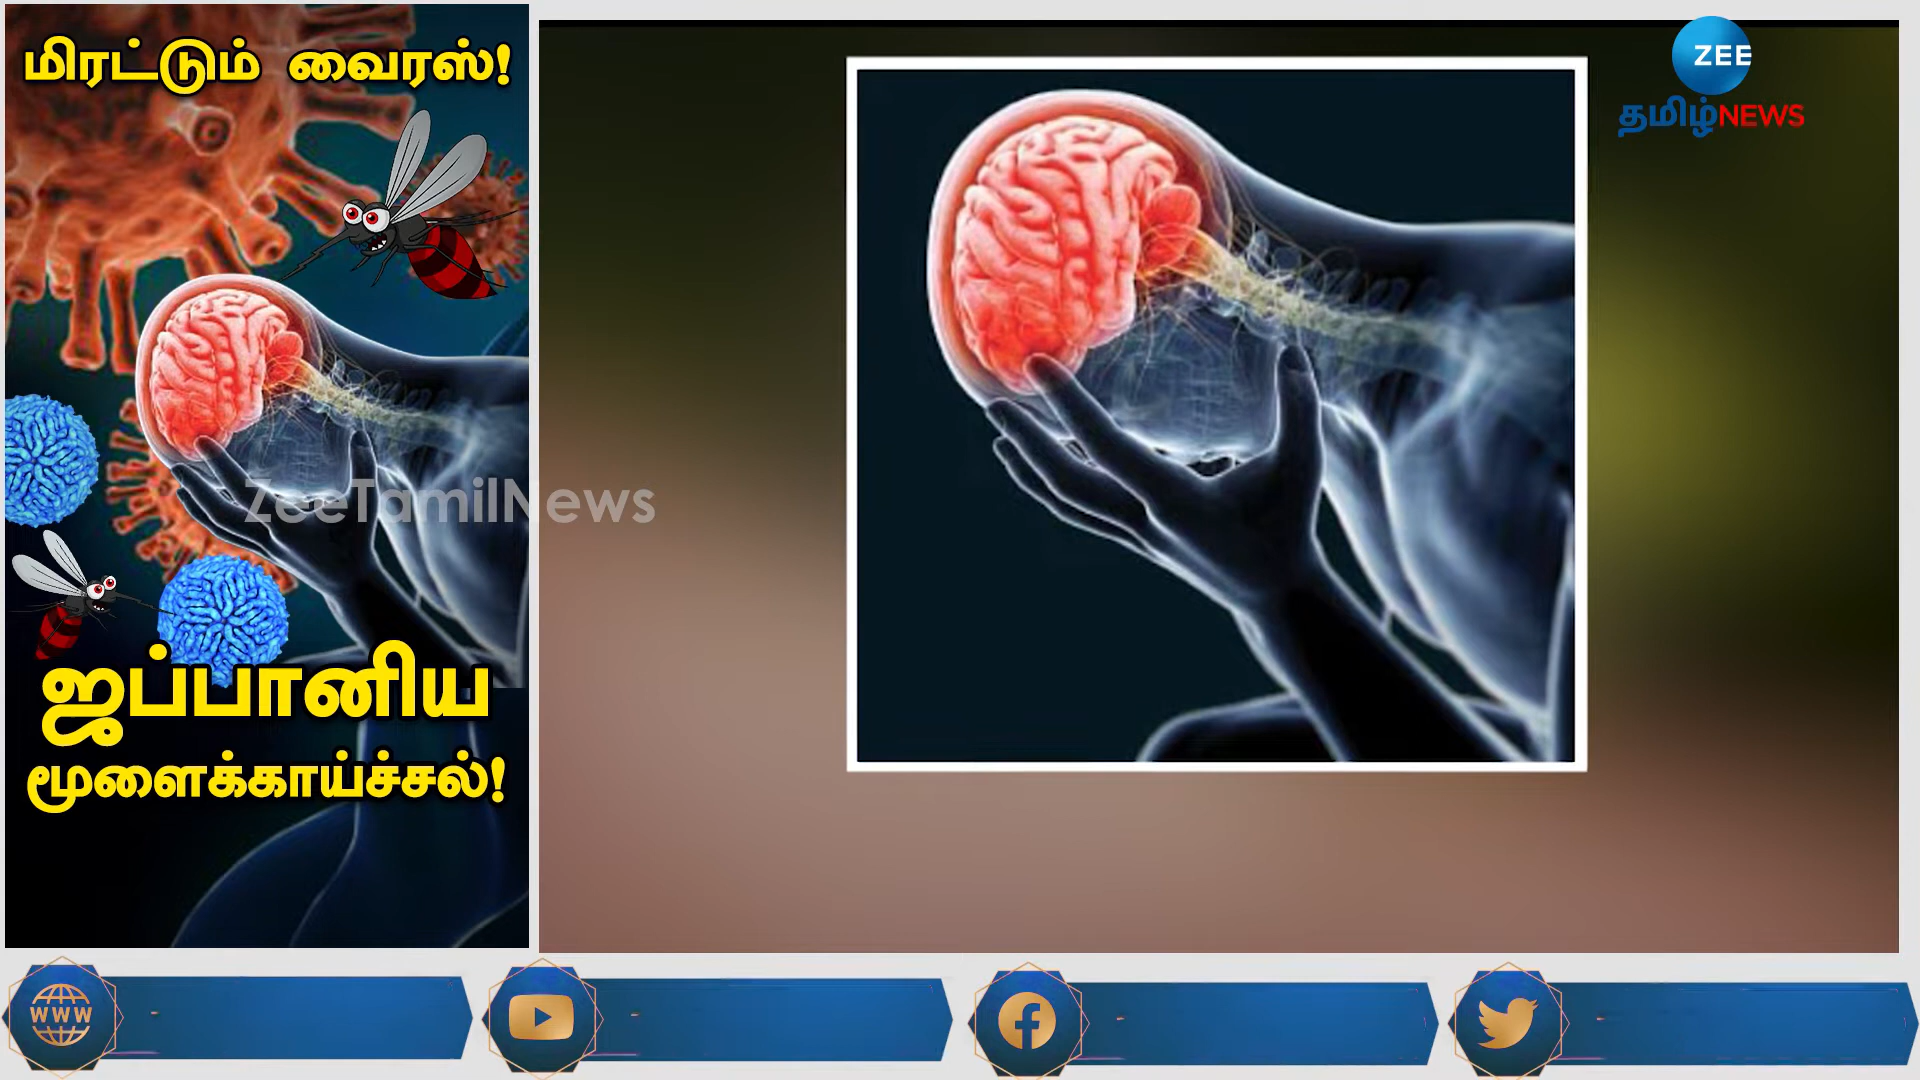 மிரட்டும் வைரஸ்!
ZEE
தமிழ்NEWS
ZeeTamilNews
ஜப்பானிய
மூளைக்காய்ச்சல்!
WWW